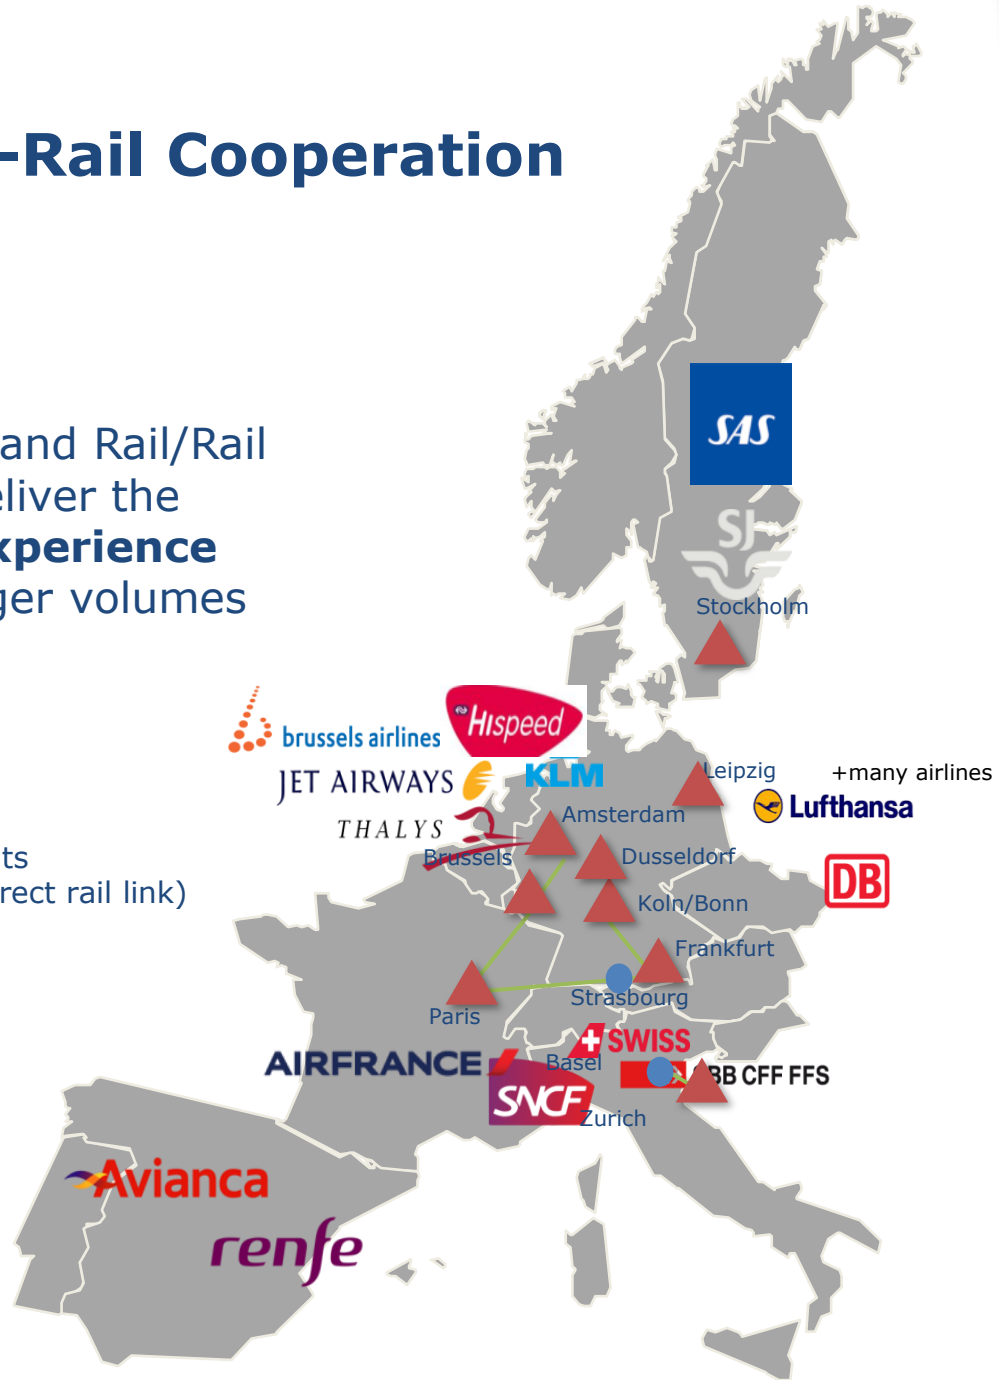 -Rail Cooperation
and Rail/Rail
eliver the
xperience
ger volumes
SAS
SJ
Stockholm
brussels airlines
Hispeed
JET AIRWAYS
KLM
THALYS
Leipzig
+many airlines
Lufthansa
Amsterdam
Brussels
Dusseldorf
DB
ts
rect rail link)
Koln/Bonn
Frankfurt
Strasbourg
Paris
SWISS
AIRFRANCE
Basel
BB CFF FFS
SNCF
Zurich
Avianca
renfe